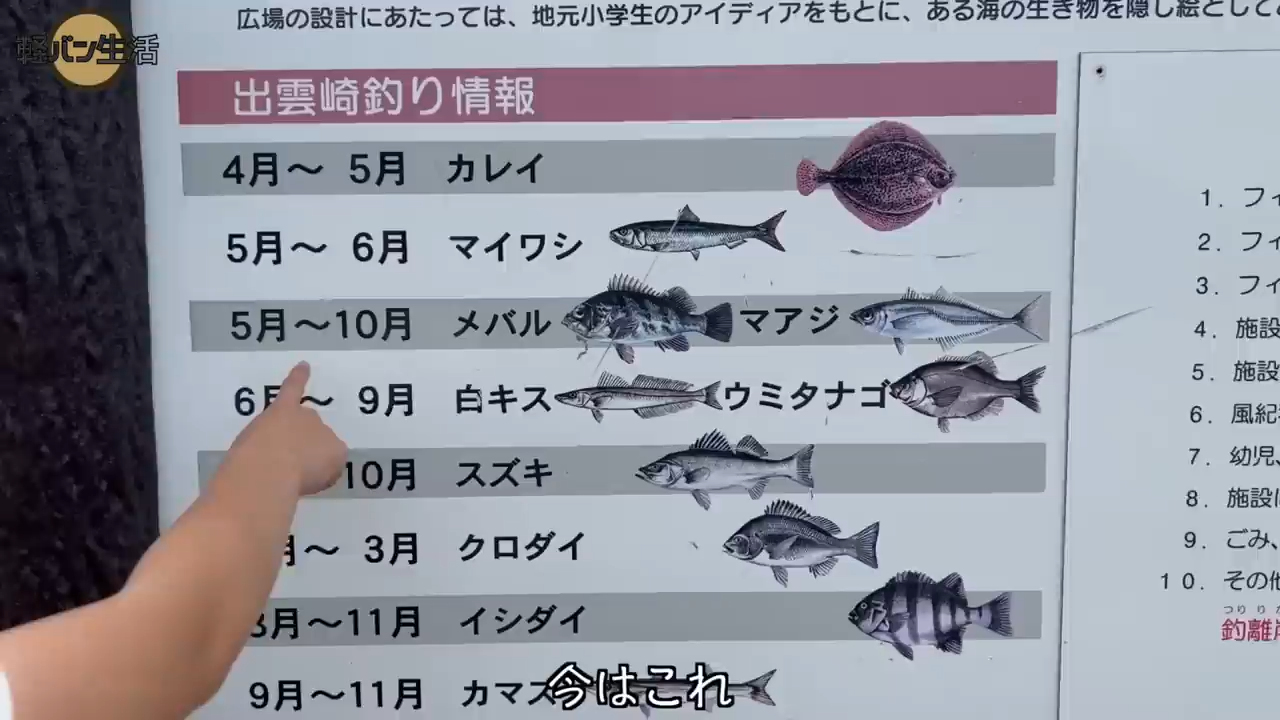 広場の設計にあたっては、地元小学生のアイディアをもとに、ある海の生き物を隠し絵として
軽バン生活
出雲崎釣り情報
4月～ 5月 カレイ
5月～ 6月 マイワシ
5月～10月 メバル マアジ
6月～ 9月 白キス ウミタナゴ
10月 スズキ
月～ 3月 クロダイ
8月～11月 イシダイ
9月～11月 カマス
今はこれ
1. フィ
2. フィ
3. フィ
4. 施設
5. 施設
6. 風紀
7. 幼児、
8. 施設
9. ごみ、
10. その他
つりり
釣離岸